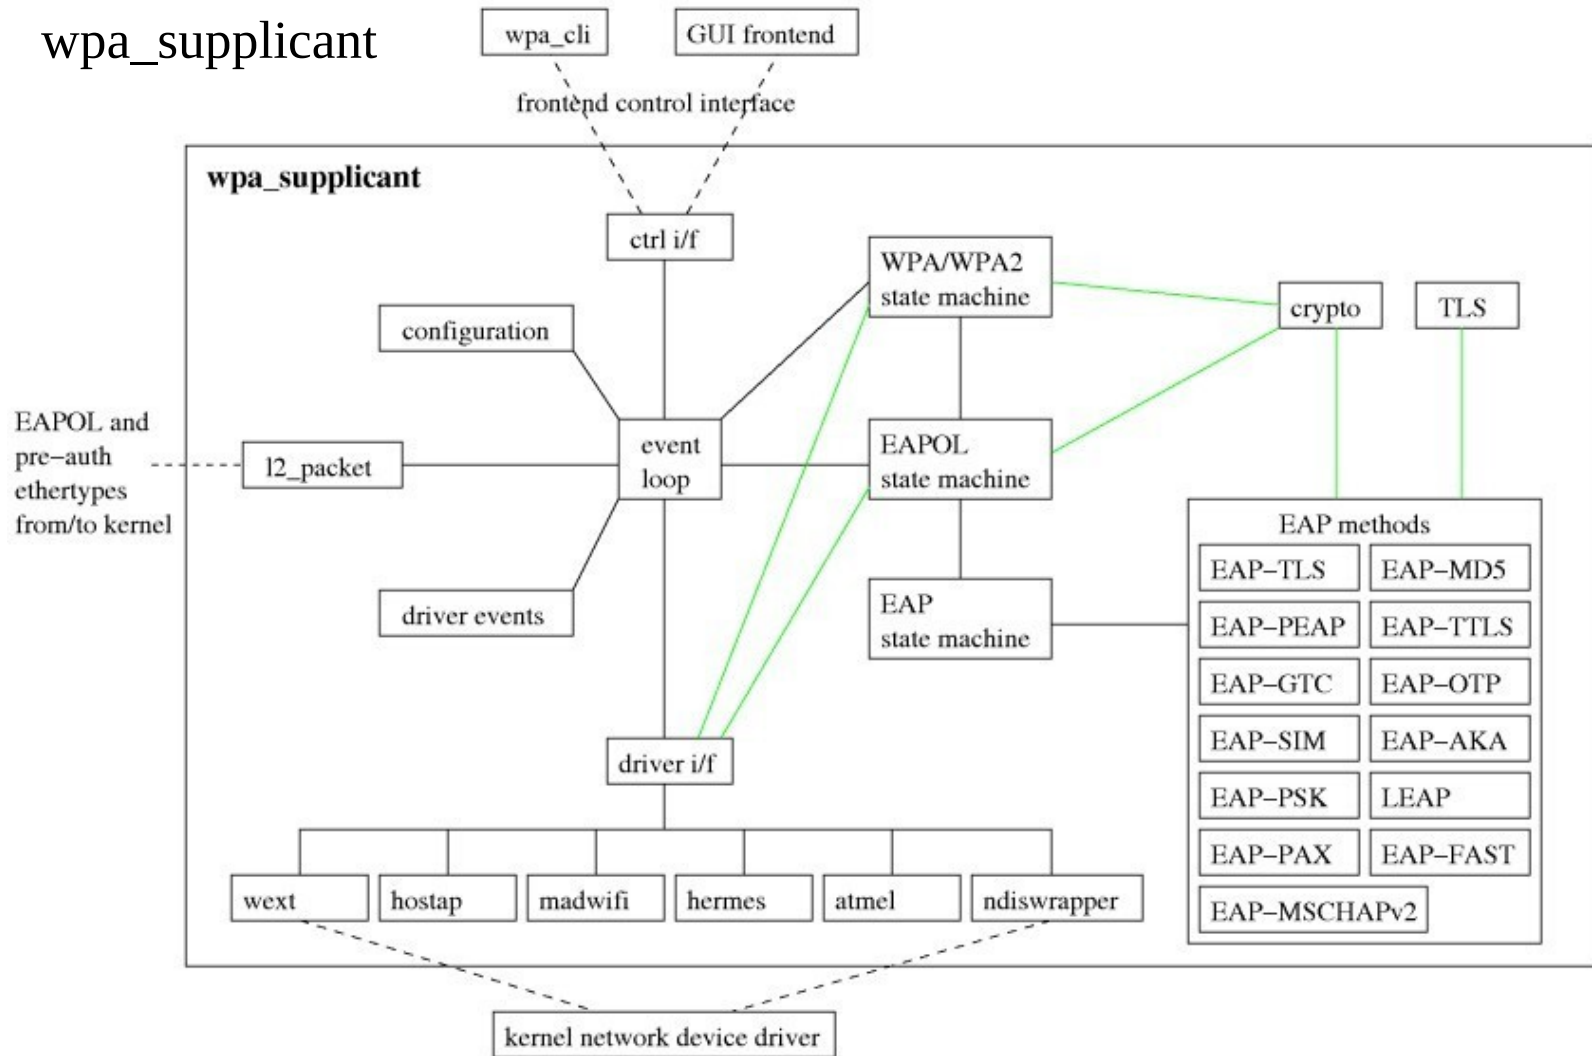 wpa_supplicant
wpa_cli
GUI frontend
frontend control interface
wpa_supplicant
ctrl i/f
WPA/WPA2
state machine
crypto
TLS
configuration
EAPOL and
pre−auth
ethertypes
from/to kernel
l2_packet
event
loop
EAPOL
state machine
driver events
EAP
state machine
EAP methods
EAP−TLS
EAP−MD5
EAP−PEAP
EAP−TTLS
EAP−GTC
EAP−OTP
EAP−SIM
EAP−AKA
EAP−PSK
LEAP
EAP−PAX
EAP−FAST
EAP−MSCHAPv2
driver i/f
wext
hostap
madwifi
hermes
atmel
ndiswrapper
kernel network device driver